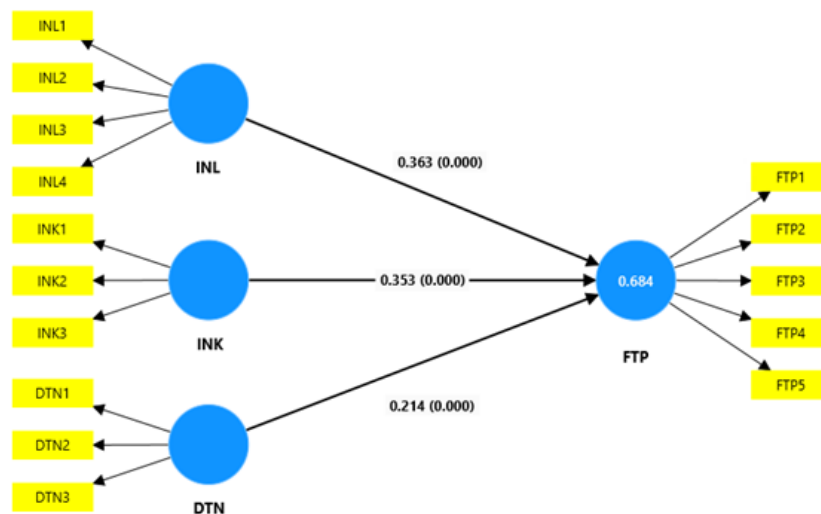 INL1
INL2
INL3
INL4
INL
INK1
INK2
INK3
INK
DTN1
DTN2
DTN3
DTN
0.363 (0.000)
0.353 (0.000)
0.214 (0.000)
0.684
FTP
FTP1
FTP2
FTP3
FTP4
FTP5